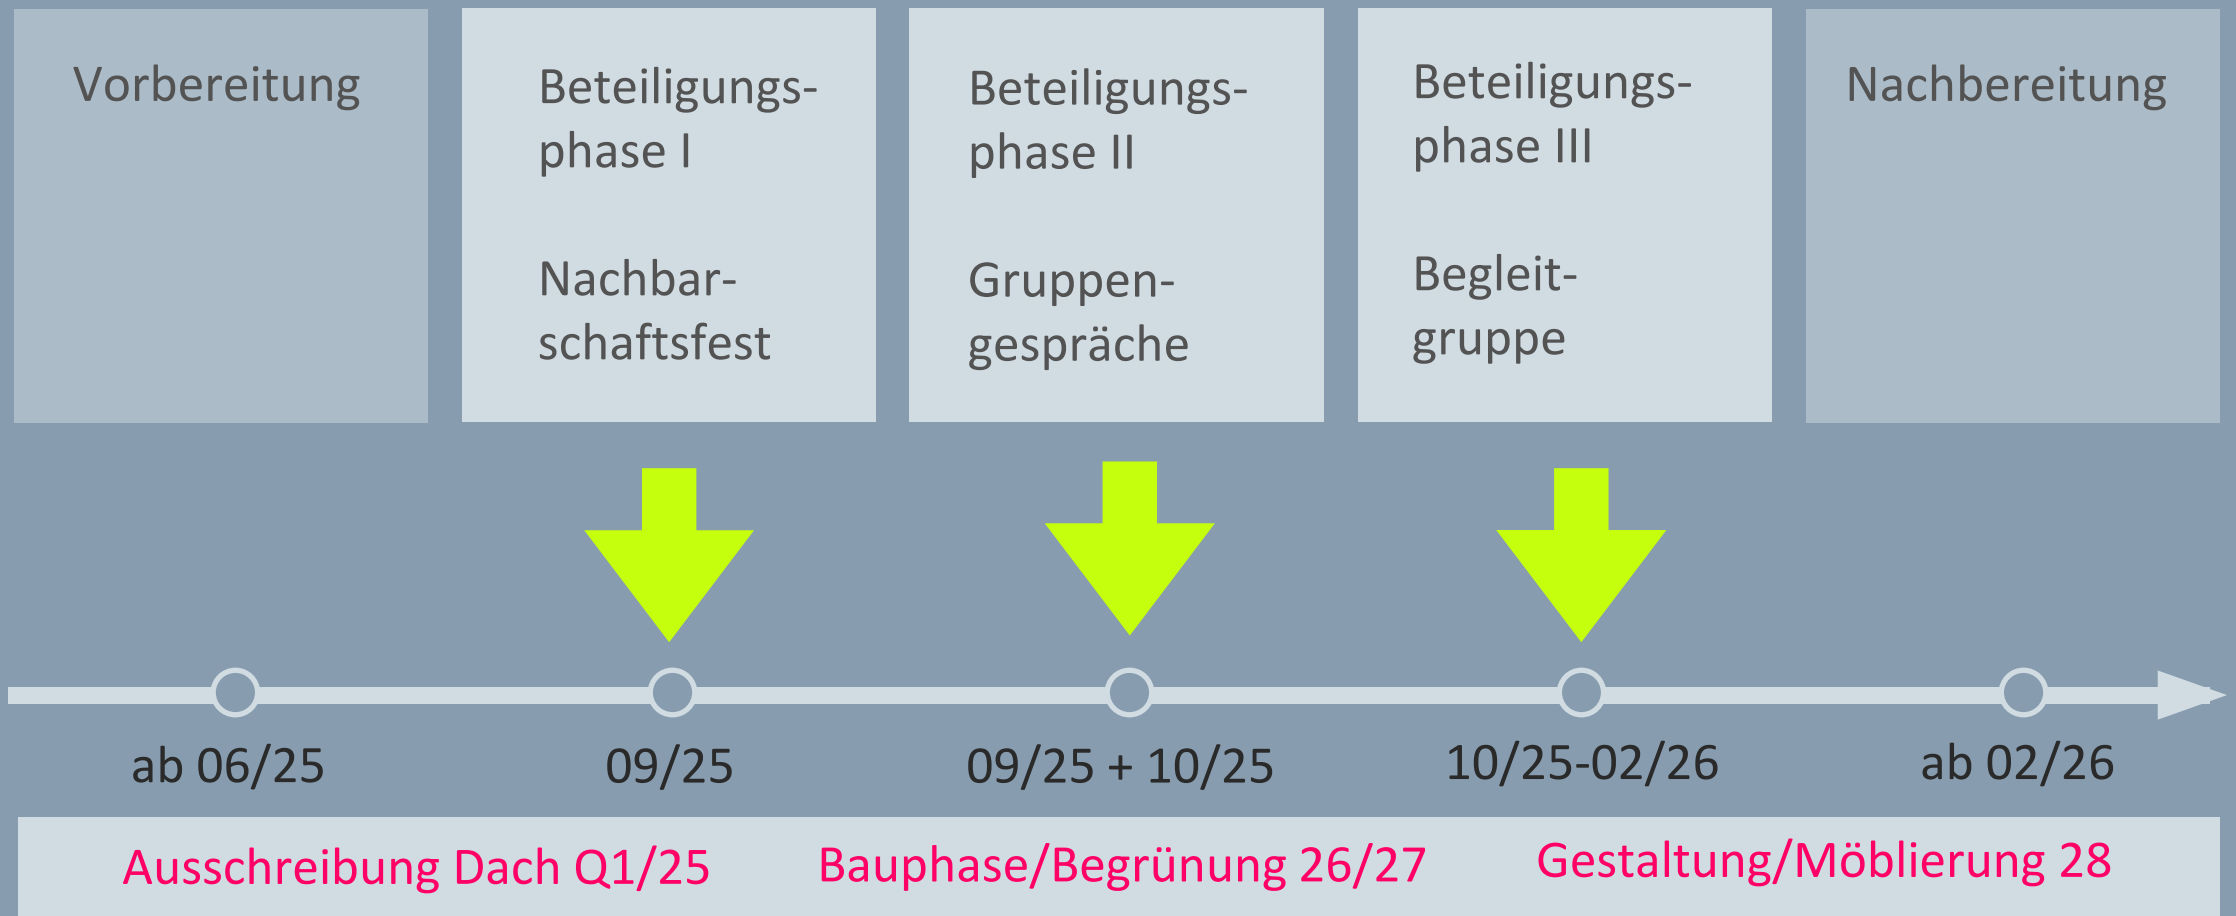 Vorbereitung
Beteiligungs-
phase I
Nachbar-
schaftsfest
Beteiligungs-
phase II
Gruppen-
gespräche
Beteiligungs-
phase III
Begleit-
gruppe
Nachbereitung
ab 06/25
09/25
09/25 + 10/25
10/25-02/26
ab 02/26
Ausschreibung Dach Q1/25
Bauphase/Begrünung 26/27
Gestaltung/Möblierung 28